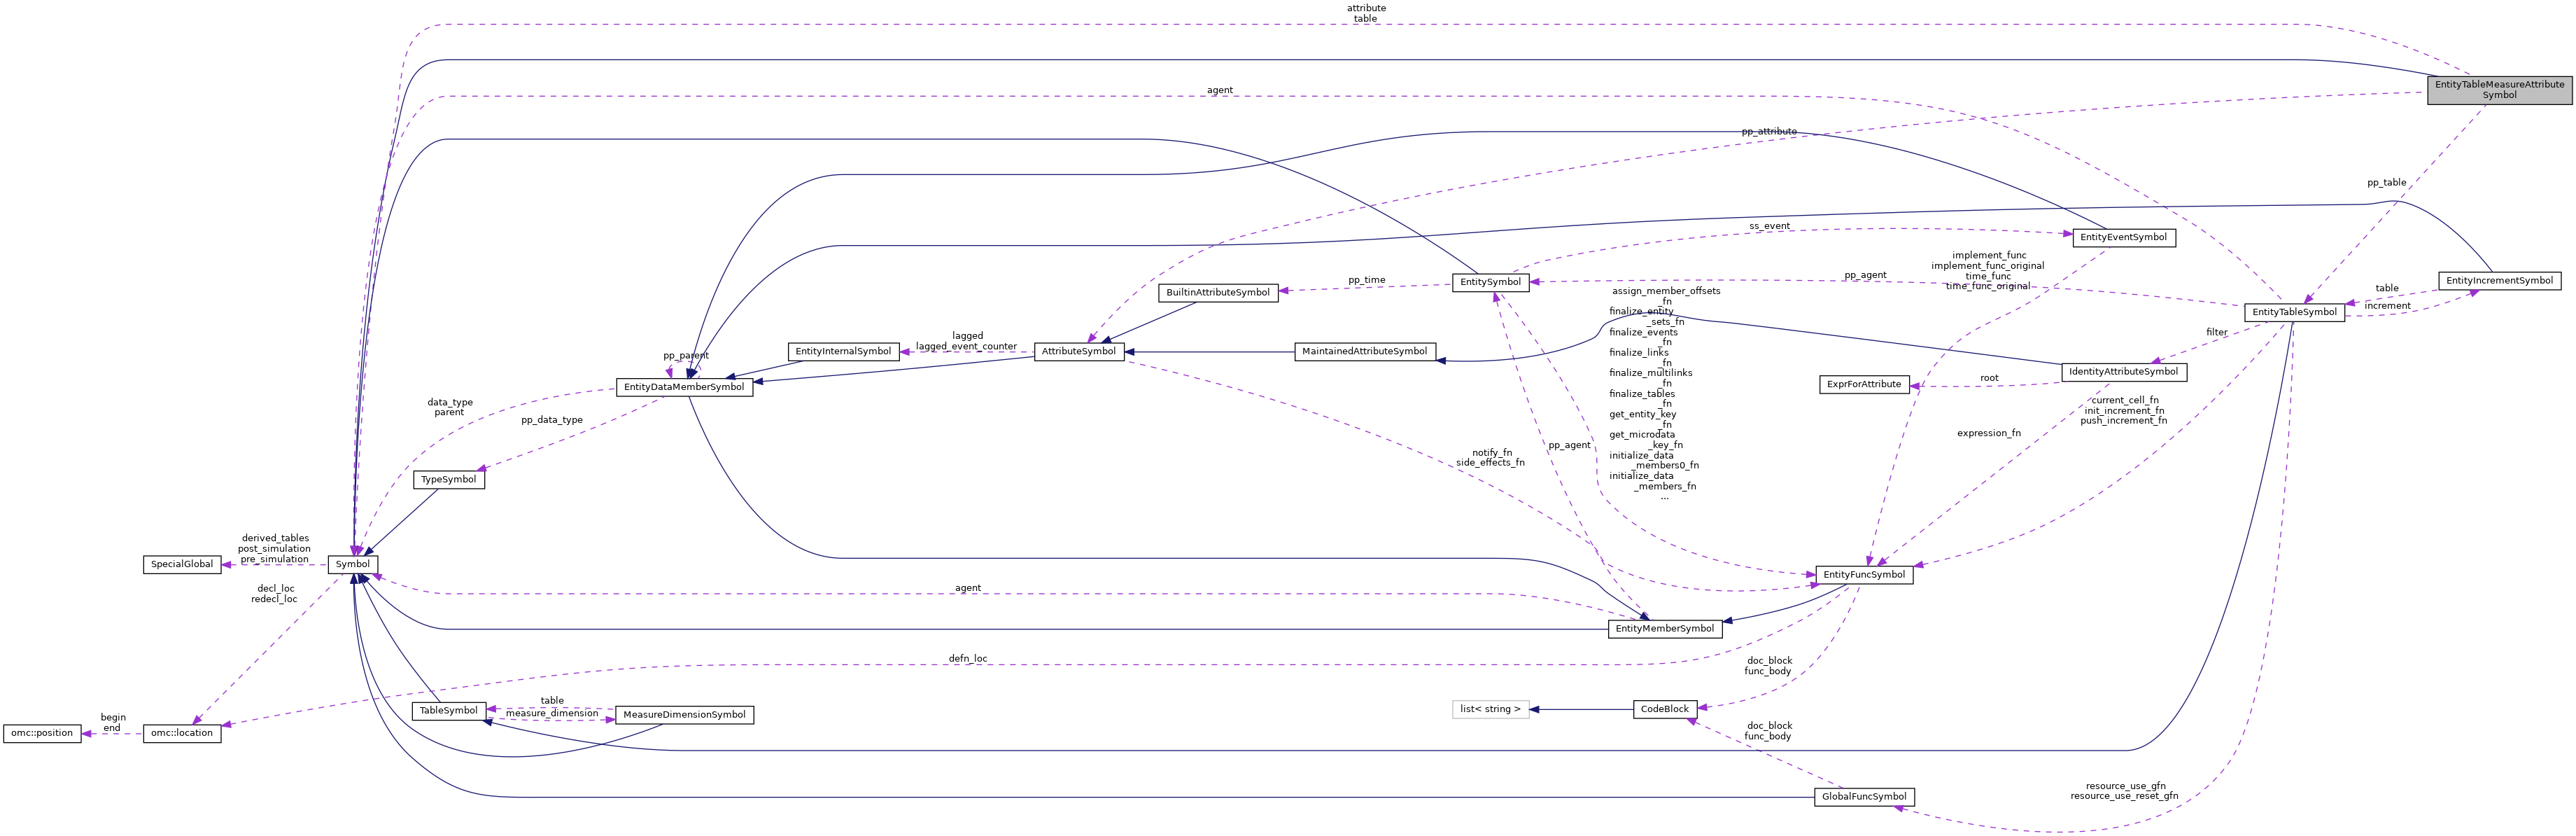 attribute
table
EntityTableMeasureAttribute
Symbol
agent
pp_attribute
pp_table
ss_event
EntityEventSymbol
implement_func
implement_func_original
time_func
time_func_original
pp_agent
EntityIncrementSymbol
EntitySymbol
pp_time
BuiltinAttributeSymbol
table
increment
EntityTableSymbol
assign_member_offsets
_fn
finalize_entity
_sets_fn
finalize_events
_fn
finalize_links
_fn
finalize_multilinks
_fn
finalize_tables
_fn
get_entity_key
_fn
get_microdata
_key_fn
initialize_data
_members0_fn
initialize_data
_members_fn
...
filter
lagged
lagged_event_counter
EntityInternalSymbol
AttributeSymbol
MaintainedAttributeSymbol
pp_parent
EntityDataMemberSymbol
IdentityAttributeSymbol
root
ExprForAttribute
data_type
parent
pp_data_type
current_cell_fn
init_increment_fn
push_increment_fn
expression_fn
pp_agent
notify_fn
side_effects_fn
TypeSymbol
derived_tables
post_simulation
pre_simulation
SpecialGlobal
Symbol
EntityFuncSymbol
decl_loc
redecl_loc
agent
EntityMemberSymbol
defn_loc
doc_block
func_body
table
measure_dimension
TableSymbol
MeasureDimensionSymbol
list< string >
CodeBlock
begin
end
omc::position
omc::location
doc_block
func_body
resource_use_gfn
resource_use_reset_gfn
GlobalFuncSymbol